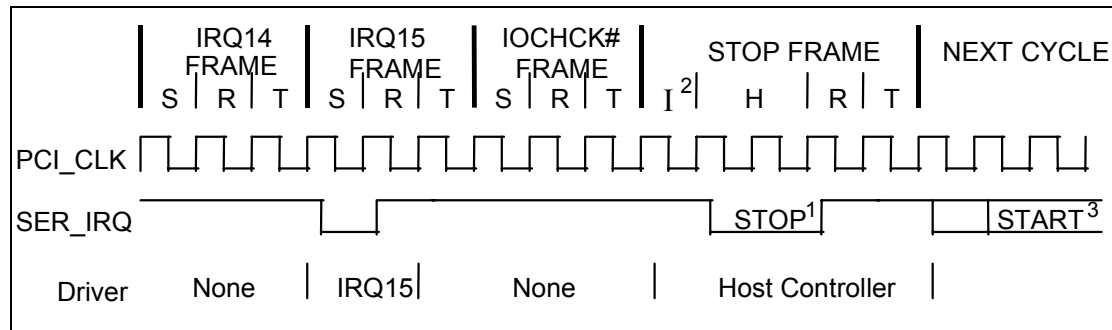 IRQ14 FRAME IRQ15 FRAME IOCHCK# FRAME STOP FRAME NEXT CYCLE
S R T S R T S R T I² H R T
PCI_CLK
SER_IRQ STOP¹ START³
Driver None IRQ15 None Host Controller